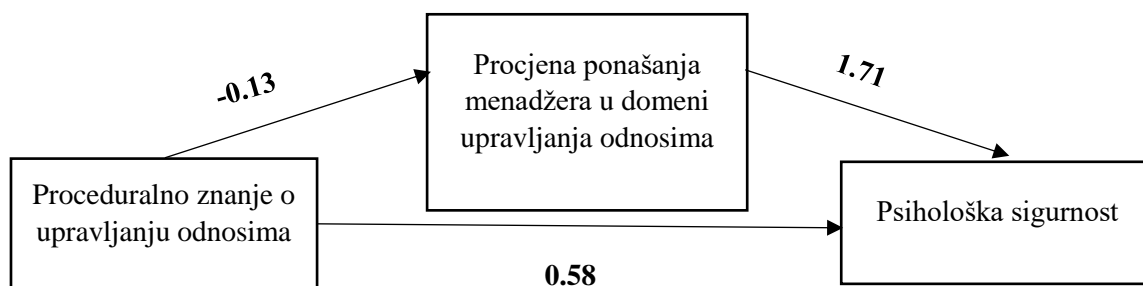 -0.13
Procjena ponašanja
menadžera u domeni
upravljanja odnosima
1.71
Proceduralno znanje o
upravljanju odnosima
Psihološka sigurnost
0.58